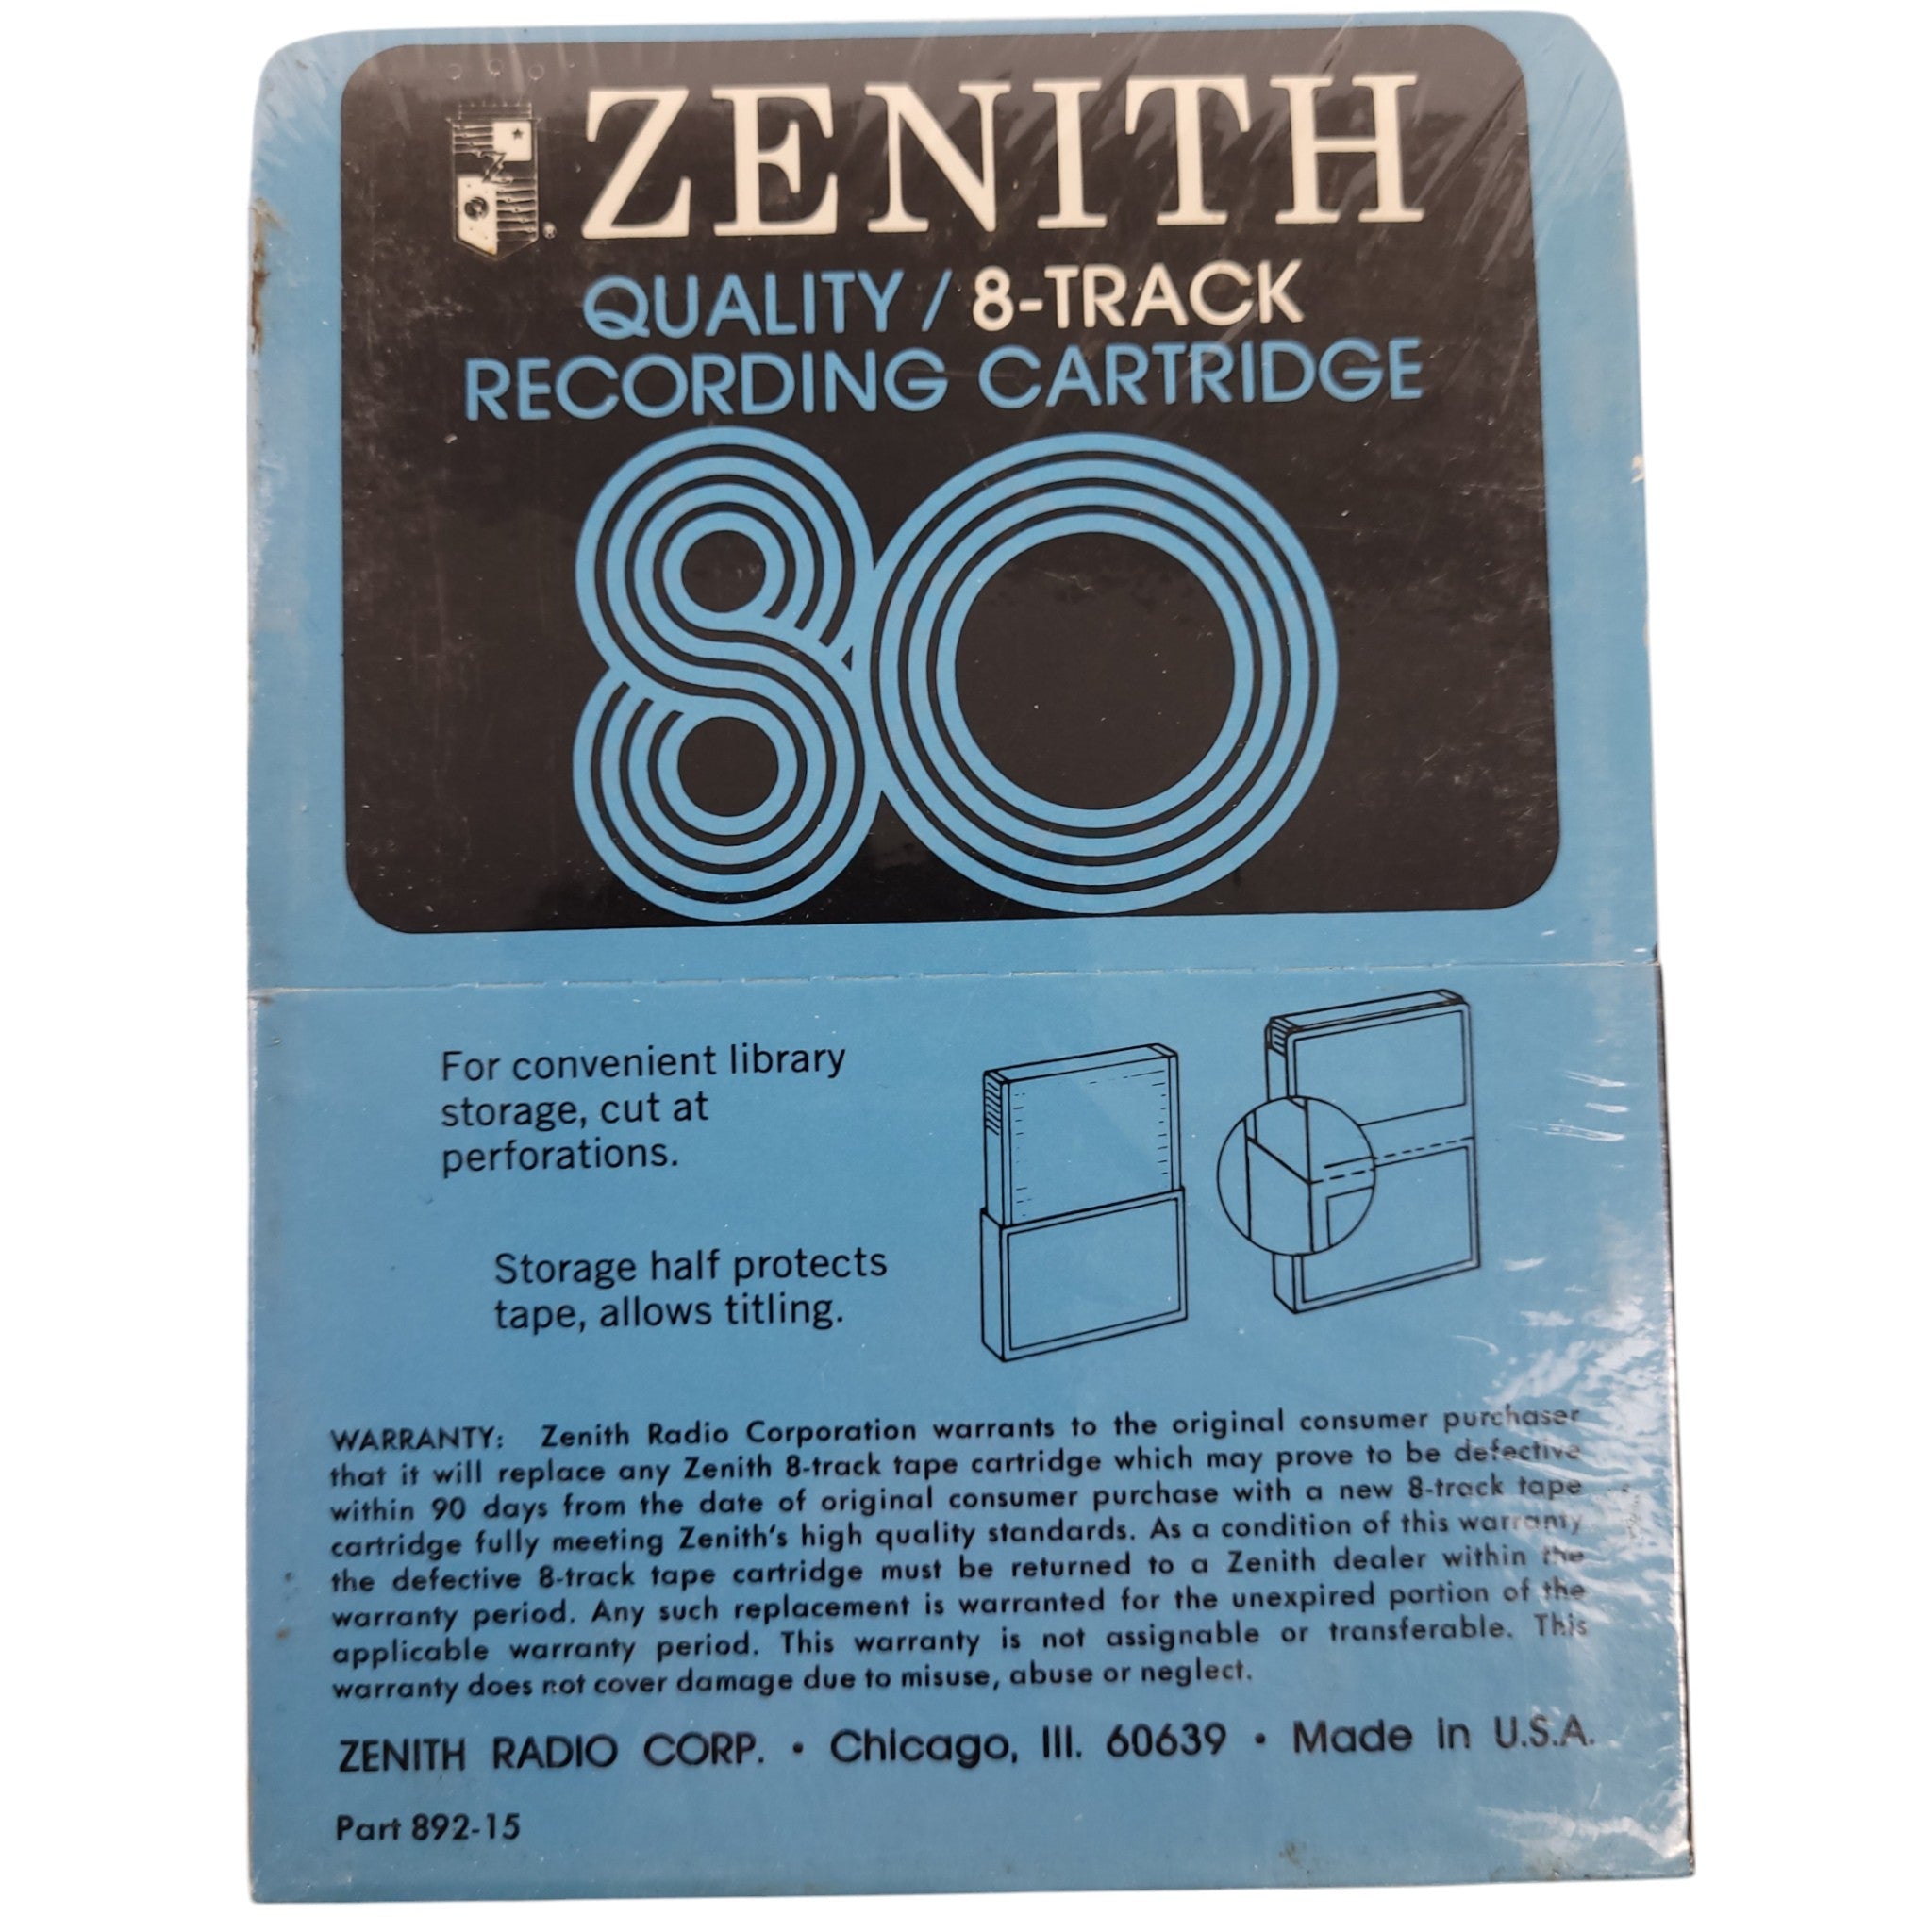 ZENITH
QUALITY / 8-TRACK
RECORDING CARTRIDGE
80
For convenient library
storage, cut at
perforations.
Storage half protects
tape, allows titling.
WARRANTY: Zenith Radio Corporation warrants to the original consumer purchaser
that it will replace any Zenith 8-track tape cartridge which may prove to be defective
within 90 days from the date of original consumer purchase with a new 8-track tape
cartridge fully meeting Zenith's high quality standards. As a condition of this warranty
the defective 8-track tape cartridge must be returned to a Zenith dealer within the
warranty period. Any such replacement is warranted for the unexpired portion of the
applicable warranty period. This warranty is not assignable or transferable. This
warranty does not cover damage due to misuse, abuse or neglect.
ZENITH RADIO CORP. • Chicago, Ill. 60639 • Made in U.S.A.
Part 892-15